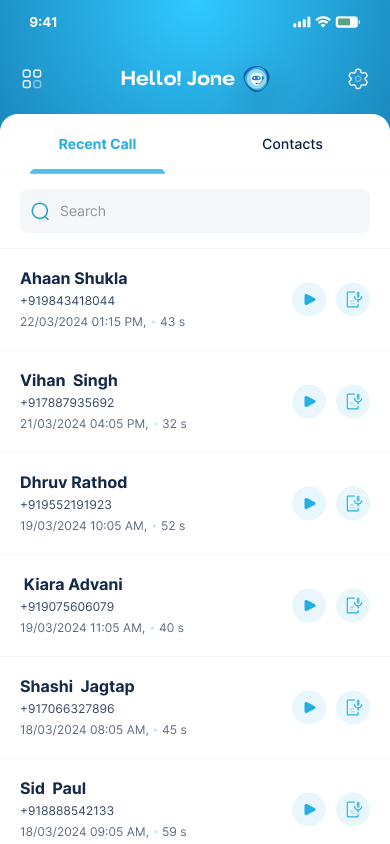 9:41
Hello! Jone
Recent Call
Contacts
Search
Ahaan Shukla
+919843418044
22/03/2024 01:15 PM, • 43 s
Vihan Singh
+917887935692
21/03/2024 04:05 PM, • 32 s
Dhruv Rathod
+919552191923
19/03/2024 10:05 AM, • 52 s
Kiara Advani
+919075606079
19/03/2024 11:05 AM, • 40 s
Shashi Jagtap
+917066327896
18/03/2024 08:05 AM, • 45 s
Sid Paul
+918888542133
18/03/2024 09:05 AM, • 59 s